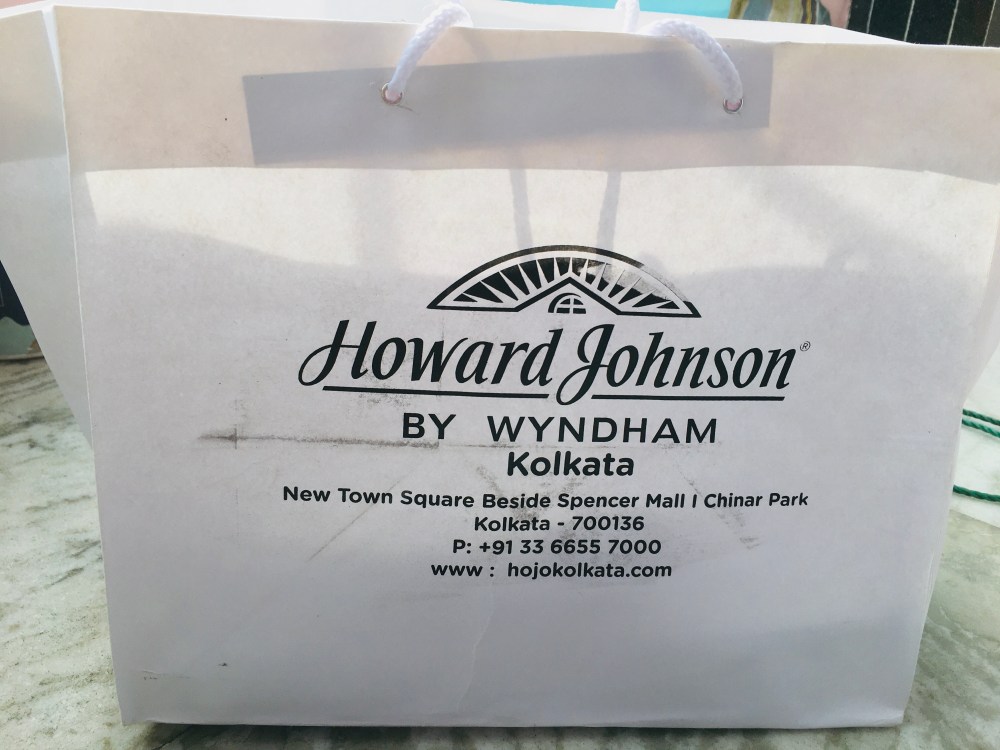 Howard Johnson®
BY WYNDHAM
Kolkata
New Town Square Beside Spencer Mall I Chinar Park
Kolkata - 700136
P: +91 33 6655 7000
www : hojokolkata.com